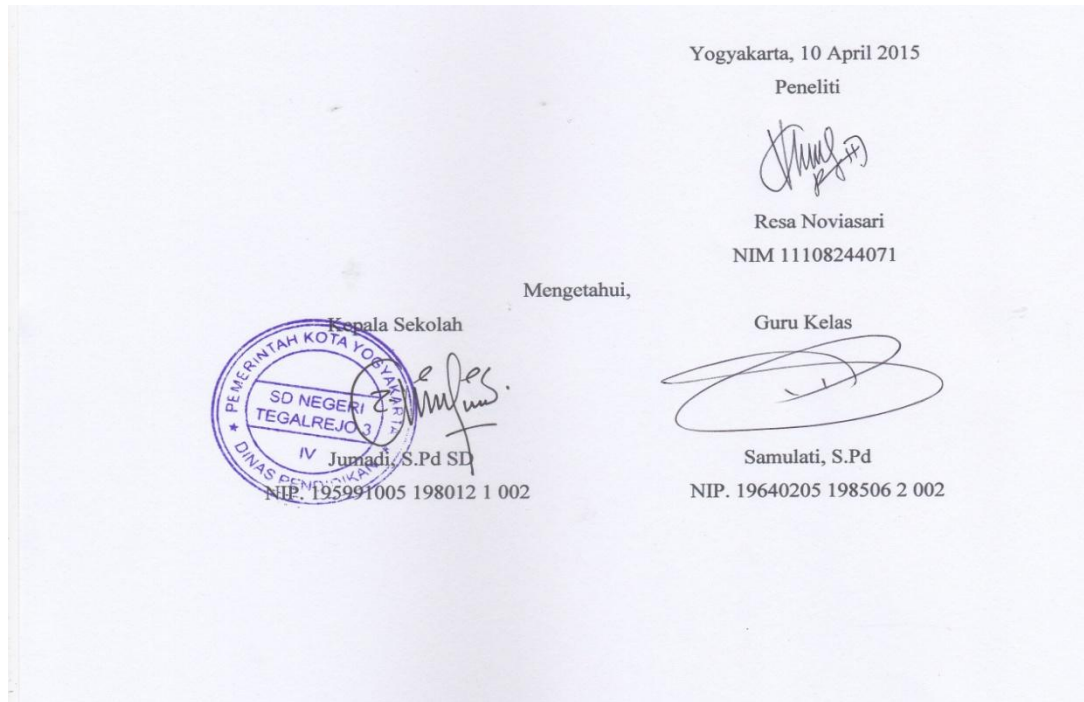 Yogyakarta, 10 April 2015
Peneliti
Resa Noviasari
NIM 11108244071
Mengetahui,
Kepala Sekolah
Guru Kelas
PEMERINTAH KOTA YOGYAKARTA
SD NEGERI
TEGALREJO 3
IV
DINAS PENDIDIKAN
Jumadi, S.Pd SD
NIP. 195991005 198012 1 002
Samulati, S.Pd
NIP. 19640205 198506 2 002